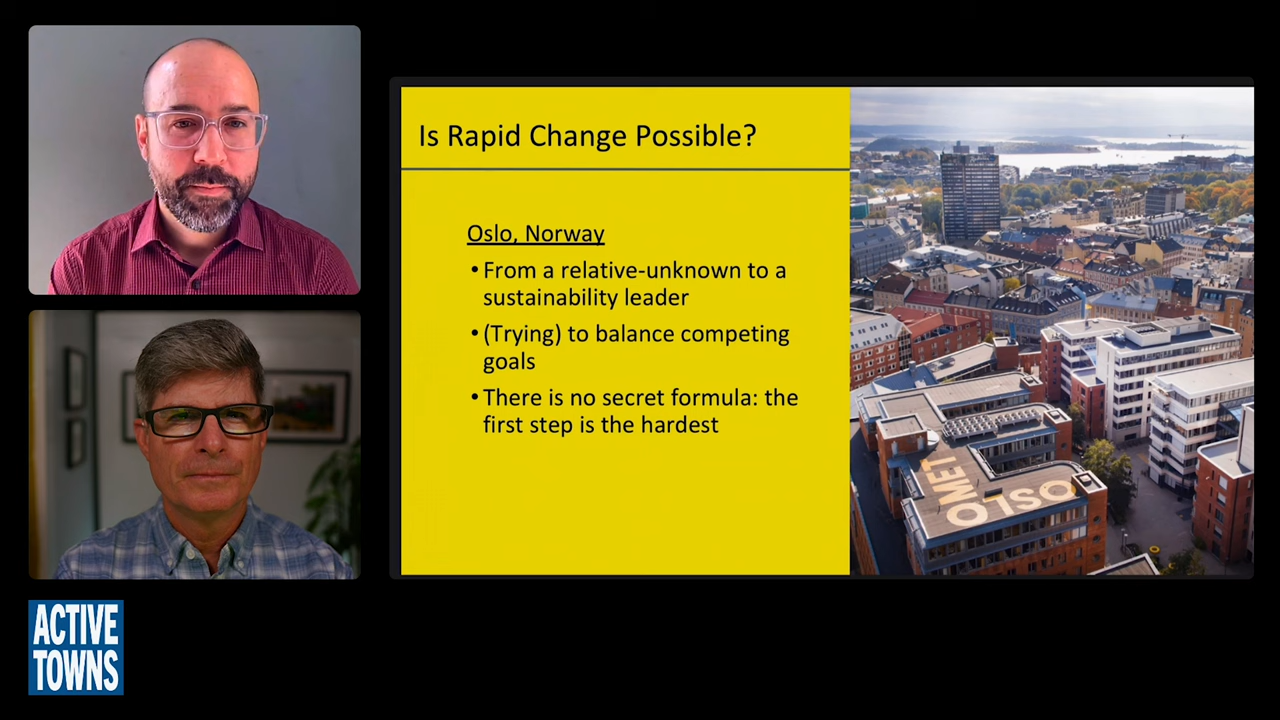 Is Rapid Change Possible?
Oslo, Norway
•From a relative-unknown to a
sustainability leader
•(Trying) to balance competing
goals
•There is no secret formula: the
first step is the hardest
OSLO
MET
ACTIVE
TOWNS